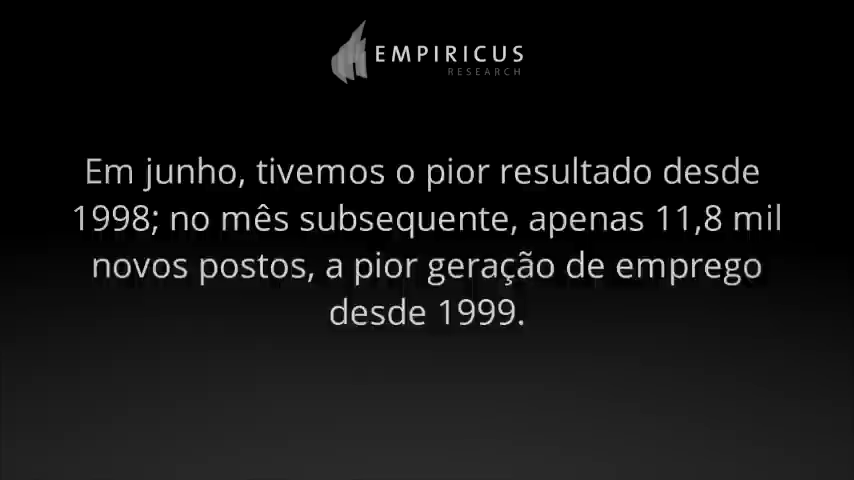 EMPIRICUS
RESEARCH
Em junho, tivemos o pior resultado desde
1998; no mês subsequente, apenas 11,8 mil
novos postos, a pior geração de emprego
desde 1999.